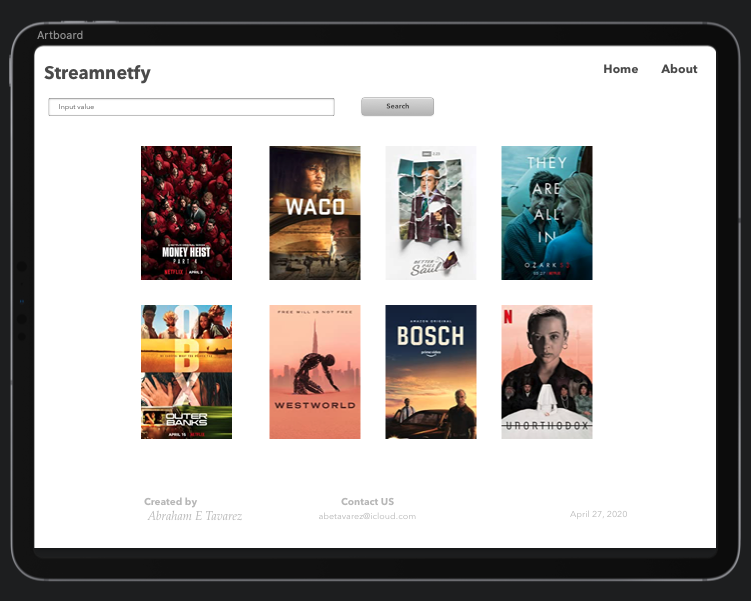 Artboard
Streamnetfy
Home
About
Input value
Search
MONEY HEIST
PART 4
NETFLIX | APRIL 3
WACO
BETTER
CALL
Saul
THEY
ARE
ALL
IN
OZARK
OBX
OUTER
BANKS
APRIL 15
FREE WILL IS NOT FREE
WESTWORLD
AMAZON ORIGINAL
BOSCH
prime video
N
UNORTHODOX
Created by
Abraham E Tavarez
Contact US
abetavarez@icloud.com
April 27, 2020